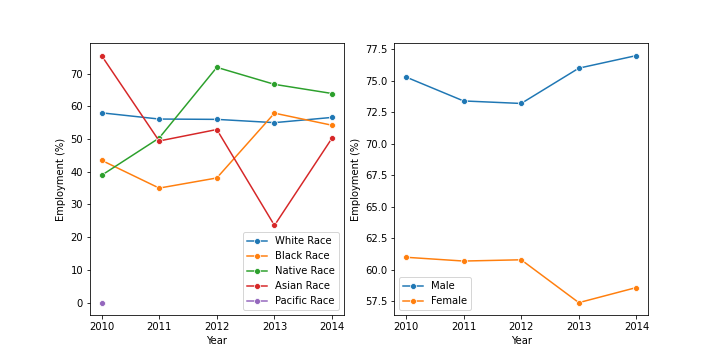 70
60
50
40
30
20
10
0
Employment (%)
2010 2011 2012 2013 2014
Year
White Race
Black Race
Native Race
Asian Race
Pacific Race
77.5
75.0
72.5
70.0
67.5
65.0
62.5
60.0
57.5
Employment (%)
2010 2011 2012 2013 2014
Year
Male
Female